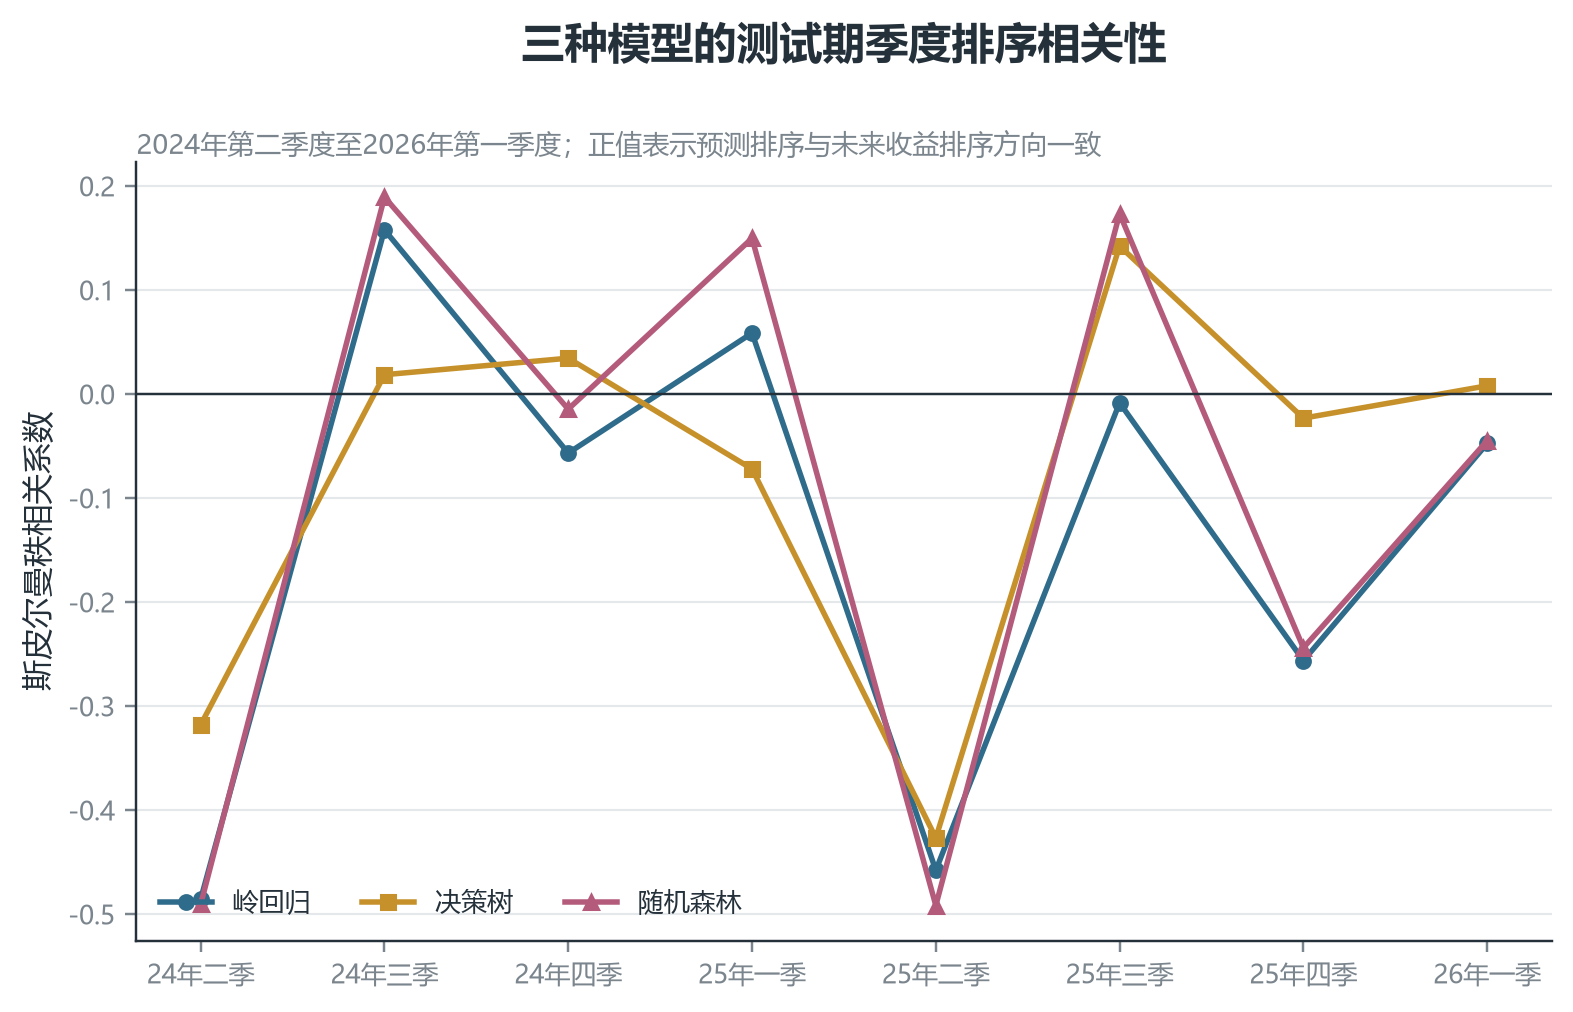 三种模型的测试期季度排序相关性
2024年第二季度至2026年第一季度；正值表示预测排序与未来收益排序方向一致
斯皮尔曼秩相关系数
0.2
0.1
0.0
-0.1
-0.2
-0.3
-0.4
-0.5
岭回归 决策树 随机森林
24年二季 24年三季 24年四季 25年一季 25年二季 25年三季 25年四季 26年一季